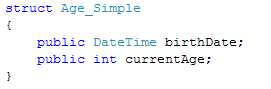 struct Age_Simple
{
    public DateTime birthDate;
    public int currentAge;
}